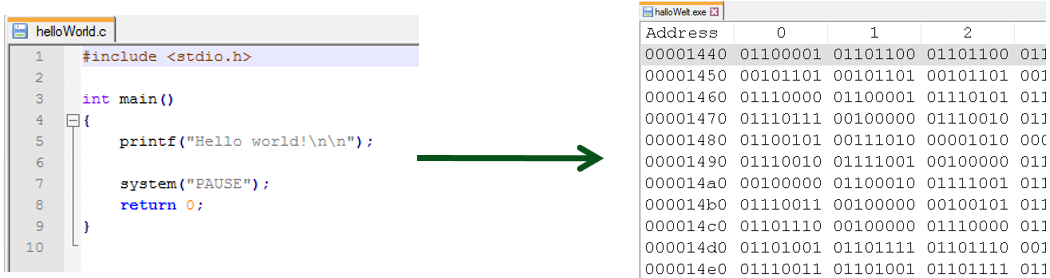 helloWorld.c
1 #include <stdio.h>
2
3 int main()
4 {
5 printf("Hello world!\n\n");
6
7 system("PAUSE");
8 return 0;
9 }
10
halloWelt.exe
Address 0 1 2
00001440 01100001 01101100 01101100 011
00001450 00101101 00101101 00101101 001
00001460 01110000 01100001 01110101 011
00001470 01110111 00100000 01110010 011
00001480 01100101 00111010 00001010 000
00001490 01110010 01111001 00100000 011
000014a0 00100000 01100010 01111001 011
000014b0 01110011 00100000 00100101 011
000014c0 01101110 00100000 01110000 011
000014d0 01101001 01101111 01101110 001
000014e0 01110011 01101001 01101111 011